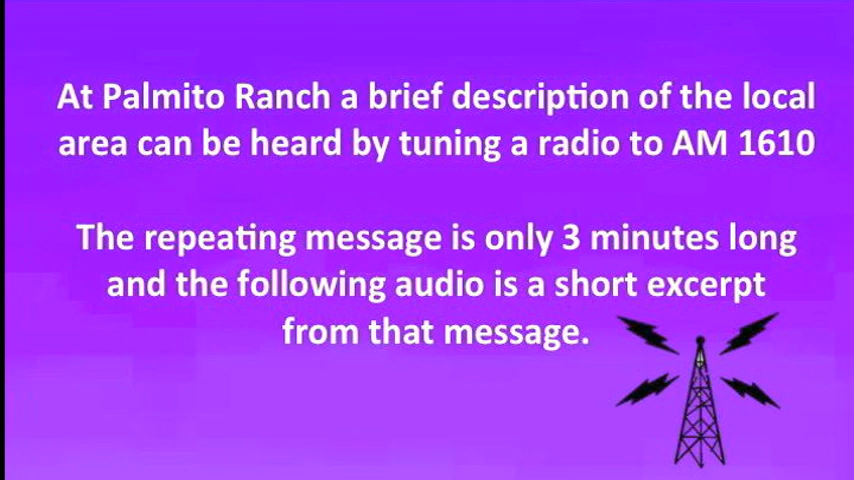 At Palmito Ranch a brief description of the local
area can be heard by tuning a radio to AM 1610
The repeating message is only 3 minutes long
and the following audio is a short excerpt
from that message.